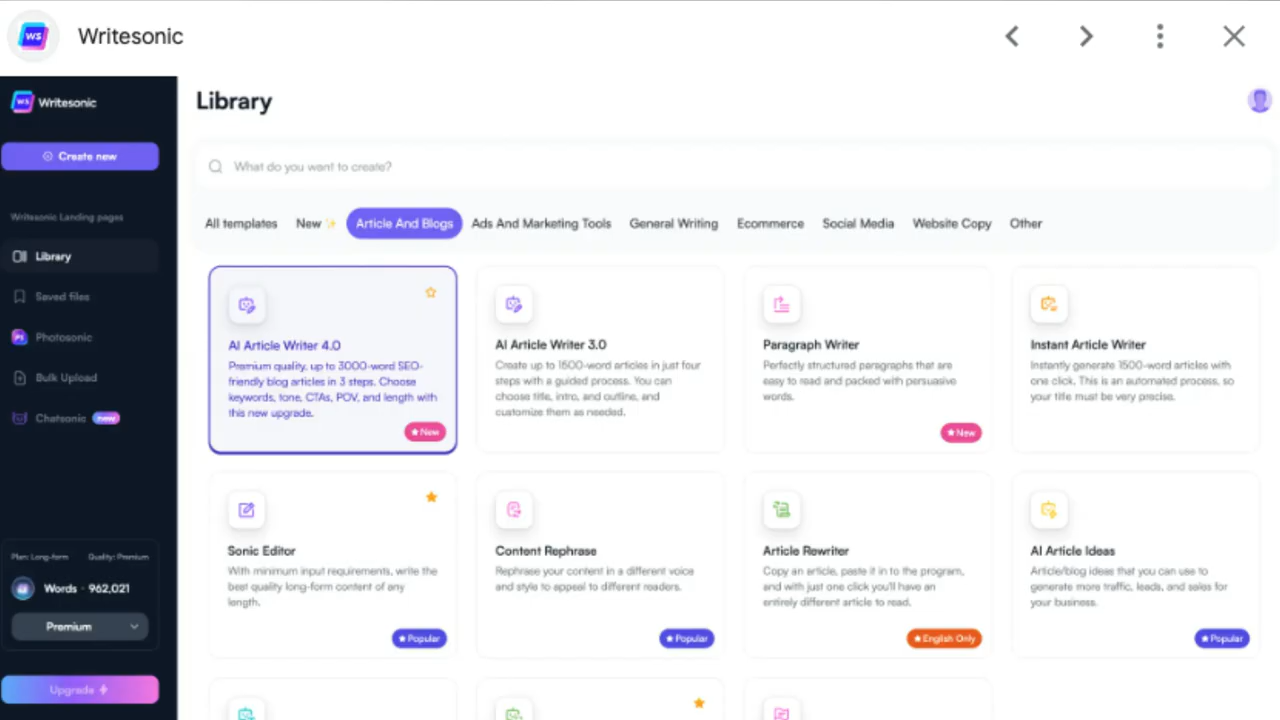 WS
Writesonic
WS Writesonic
Create new
Writesonic Landing pages
Library
Saved files
PS Photosonic
Bulk Upload
Chatsonic new
Plan: Long-form Quality: Premium
Words - 962,021
Premium
Upgrade
Library
What do you want to create?
All templates New Article And Blogs Ads And Marketing Tools General Writing Ecommerce Social Media Website Copy Other
AI Article Writer 4.0
Premium quality, up to 3000-word SEO-
friendly blog articles in 3 steps. Choose
keywords, tone, CTAs, POV, and length with
this new upgrade.
New
AI Article Writer 3.0
Create up to 1500-word articles in just four
steps with a guided process. You can
choose title, intro, and outline, and
customize them as needed.
Paragraph Writer
Perfectly structured paragraphs that are
easy to read and packed with persuasive
words.
New
Instant Article Writer
Instantly generate 1500-word articles with
one click. This is an automated process, so
your title must be very precise.
Sonic Editor
With minimum input requirements, write the
best quality long-form content of any
length.
Popular
Content Rephrase
Rephrase your content in a different voice
and style to appeal to different readers.
Popular
Article Rewriter
Copy an article, paste it in to the program,
and with just one click you'll have an
entirely different article to read.
English Only
AI Article Ideas
Article/blog ideas that you can use to
generate more traffic, leads, and sales for
your business.
Popular